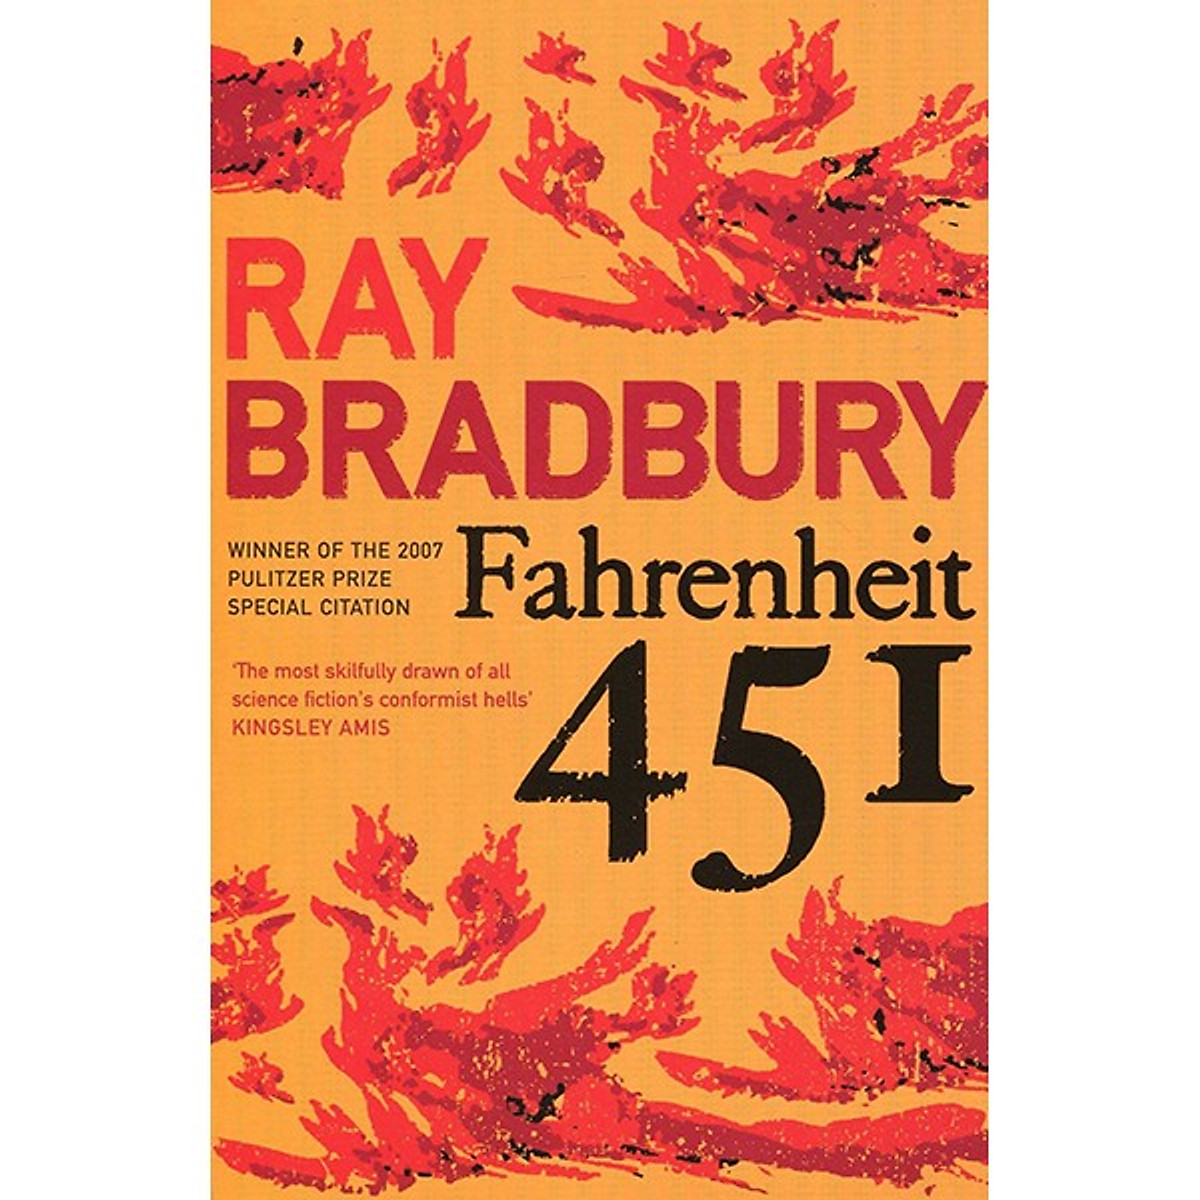 RAY
BRADBURY
WINNER OF THE 2007
PULITZER PRIZE
SPECIAL CITATION
Fahrenheit
451
‘The most skilfully drawn of all
science fiction’s conformist hells’
KINGSLEY AMIS